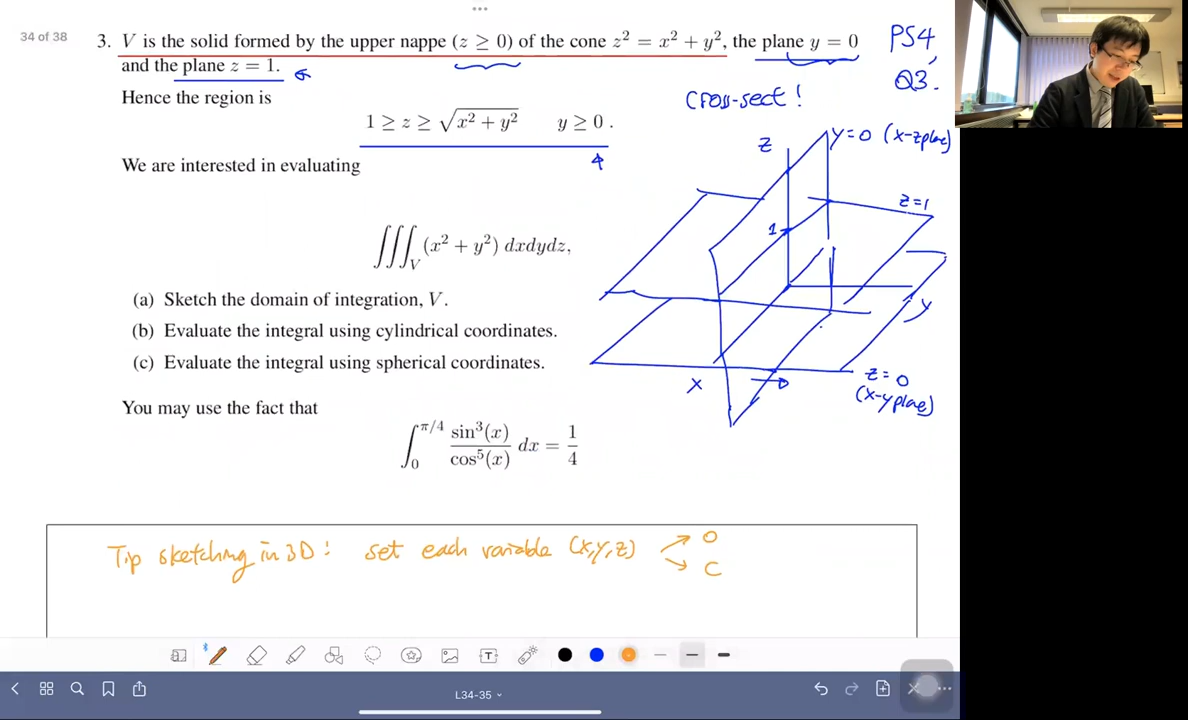 34 of 38
3. V is the solid formed by the upper nappe (z ≥ 0) of the cone z² = x² + y², the plane y = 0
and the plane z = 1.
Hence the region is
1 ≥ z ≥ √(x² + y²)    y ≥ 0 .
We are interested in evaluating
∭_V (x² + y²) dxdydz,
(a) Sketch the domain of integration, V.
(b) Evaluate the integral using cylindrical coordinates.
(c) Evaluate the integral using spherical coordinates.
You may use the fact that
∫₀^{π/4} sin³(x)/cos⁵(x) dx = 1/4
PS4,
Q3.
Cross-sect!
z
y=0 (x-z plane)
z=1
1
y
x
z=0
(x-y plane)
Tip sketching in 3D: set each variable (x,y,z)
0
C
T
L34-35